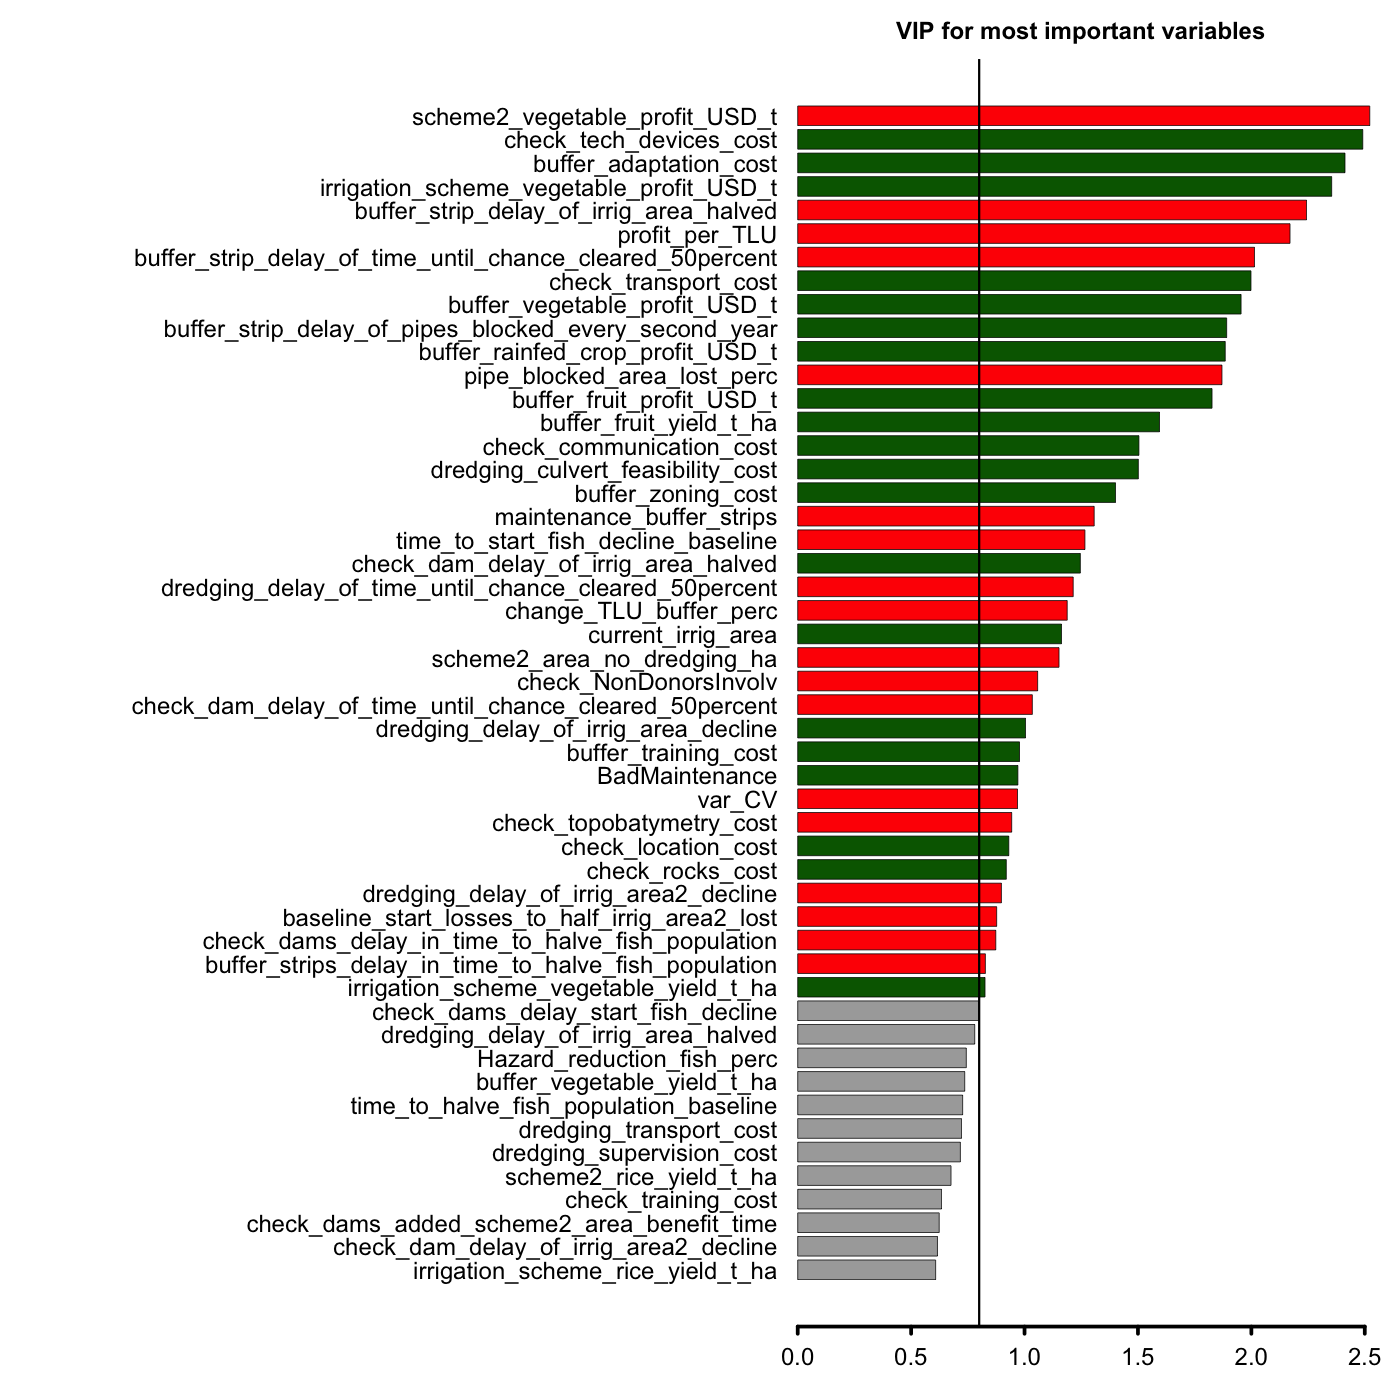 VIP for most important variables
scheme2_vegetable_profit_USD_t
check_tech_devices_cost
buffer_adaptation_cost
irrigation_scheme_vegetable_profit_USD_t
buffer_strip_delay_of_irrig_area_halved
profit_per_TLU
buffer_strip_delay_of_time_until_chance_cleared_50percent
check_transport_cost
buffer_vegetable_profit_USD_t
buffer_strip_delay_of_pipes_blocked_every_second_year
buffer_rainfed_crop_profit_USD_t
pipe_blocked_area_lost_perc
buffer_fruit_profit_USD_t
buffer_fruit_yield_t_ha
check_communication_cost
dredging_culvert_feasibility_cost
buffer_zoning_cost
maintenance_buffer_strips
time_to_start_fish_decline_baseline
check_dam_delay_of_irrig_area_halved
dredging_delay_of_time_until_chance_cleared_50percent
change_TLU_buffer_perc
current_irrig_area
scheme2_area_no_dredging_ha
check_NonDonorsInvolv
check_dam_delay_of_time_until_chance_cleared_50percent
dredging_delay_of_irrig_area_decline
buffer_training_cost
BadMaintenance
var_CV
check_topobatymetry_cost
check_location_cost
check_rocks_cost
dredging_delay_of_irrig_area2_decline
baseline_start_losses_to_half_irrig_area2_lost
check_dams_delay_in_time_to_halve_fish_population
buffer_strips_delay_in_time_to_halve_fish_population
irrigation_scheme_vegetable_yield_t_ha
check_dams_delay_start_fish_decline
dredging_delay_of_irrig_area_halved
Hazard_reduction_fish_perc
buffer_vegetable_yield_t_ha
time_to_halve_fish_population_baseline
dredging_transport_cost
dredging_supervision_cost
scheme2_rice_yield_t_ha
check_training_cost
check_dams_added_scheme2_area_benefit_time
check_dam_delay_of_irrig_area2_decline
irrigation_scheme_rice_yield_t_ha
0.0 0.5 1.0 1.5 2.0 2.5